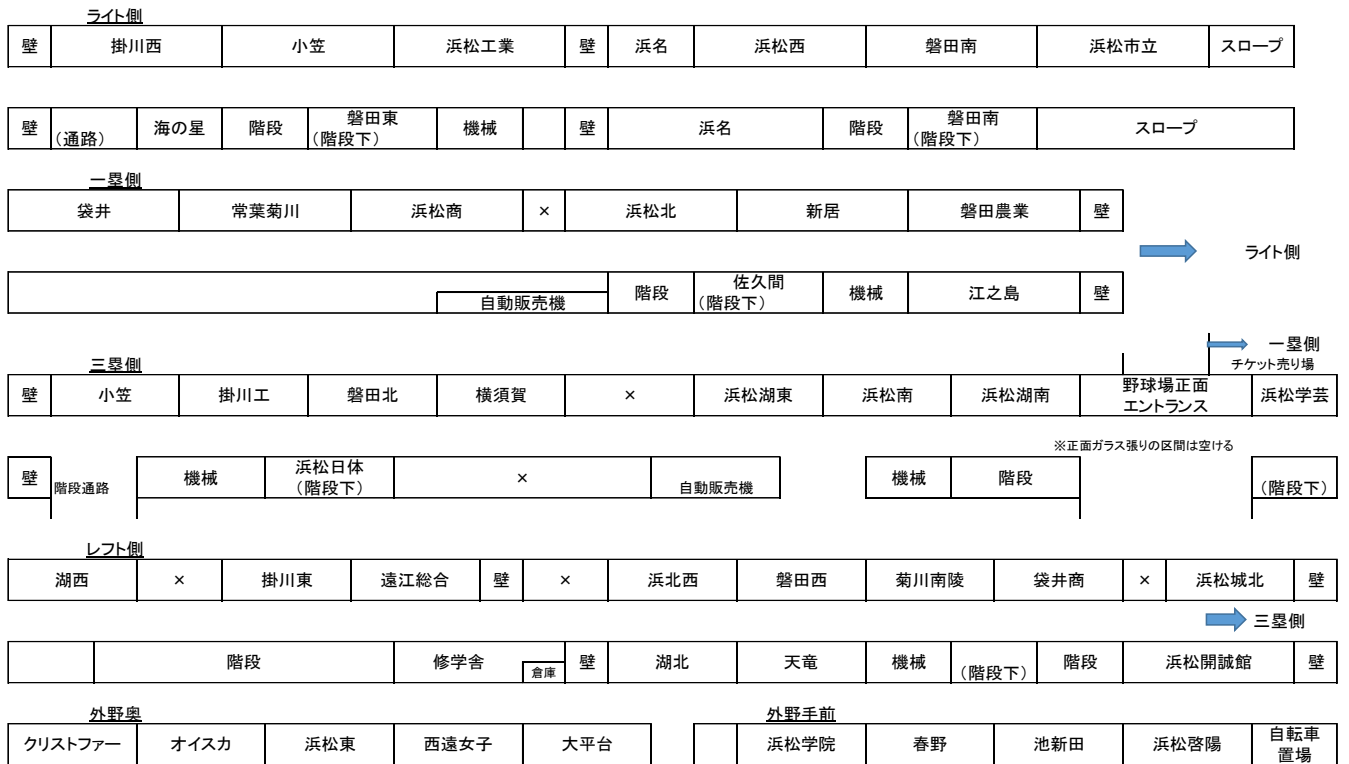 ライト側
壁 掛川西 小笠 浜松工業 壁 浜名 浜松西 磐田南 浜松市立 スロープ
壁 (通路) 海の星 階段 磐田東 (階段下) 機械 壁 浜名 階段 磐田南 (階段下) スロープ
一塁側
袋井 常葉菊川 浜松商 × 浜松北 新居 磐田農業 壁
ライト側
自動販売機 階段 佐久間 (階段下) 機械 江之島 壁
一塁側
三塁側
チケット売り場
壁 小笠 掛川工 磐田北 横須賀 × 浜松湖東 浜松南 浜松湖南 野球場正面 エントランス 浜松学芸
※正面ガラス張りの区間は空ける
壁 階段通路 機械 浜松日体 (階段下) × 自動販売機 機械 階段 (階段下)
レフト側
湖西 × 掛川東 遠江総合 壁 × 浜北西 磐田西 菊川南陵 袋井商 × 浜松城北 壁
三塁側
階段 修学舎 倉庫 壁 湖北 天竜 機械 (階段下) 階段 浜松開誠館 壁
外野奥 外野手前
クリストファー オイスカ 浜松東 西遠女子 大平台 浜松学院 春野 池新田 浜松啓陽 自転車 置場